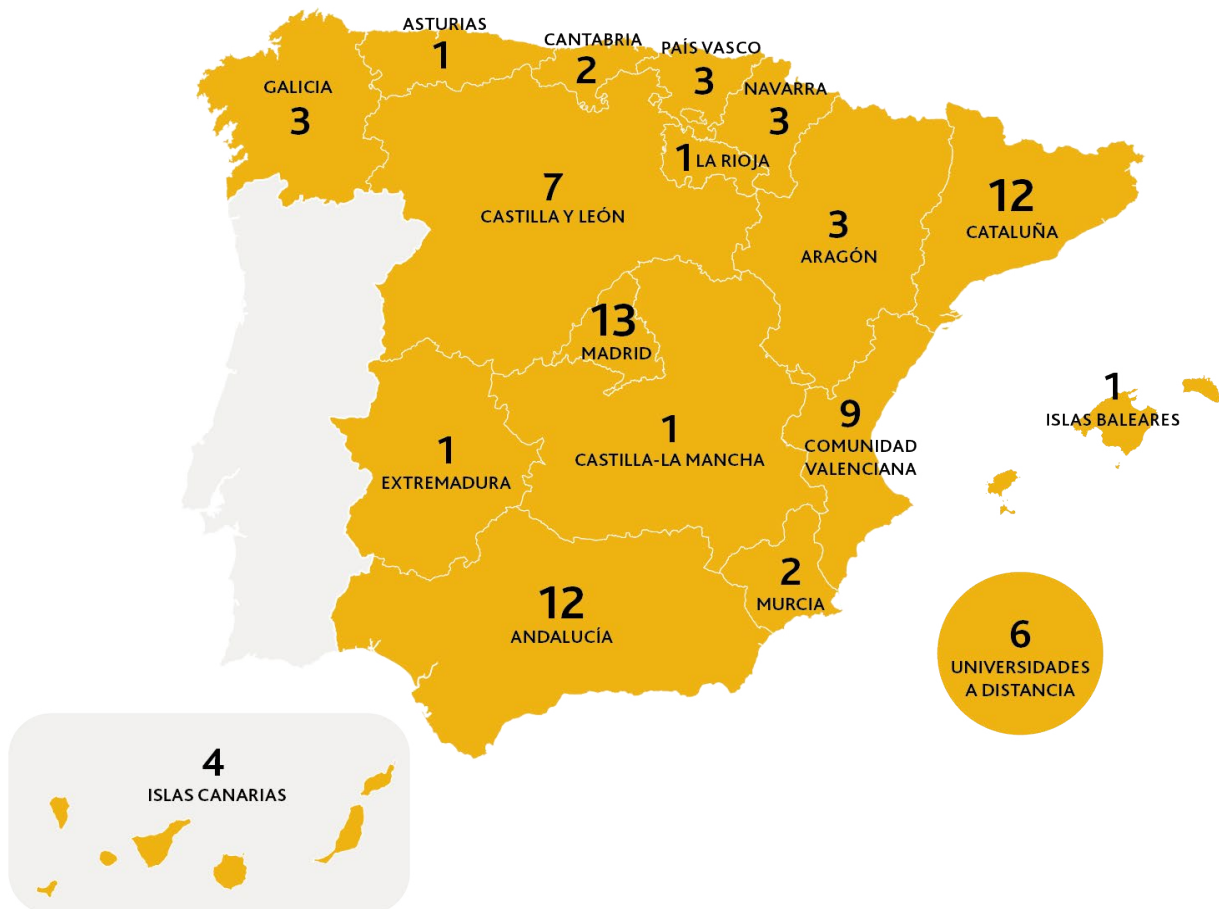 ASTURIAS
1
CANTABRIA
2
PAÍS VASCO
3
GALICIA
3
NAVARRA
3
1 LA RIOJA
7
CASTILLA Y LEÓN
12
CATALUÑA
3
ARAGÓN
13
MADRID
1
ISLAS BALEARES
9
COMUNIDAD
VALENCIANA
1
CASTILLA-LA MANCHA
1
EXTREMADURA
2
MURCIA
12
ANDALUCÍA
6
UNIVERSIDADES
A DISTANCIA
4
ISLAS CANARIAS